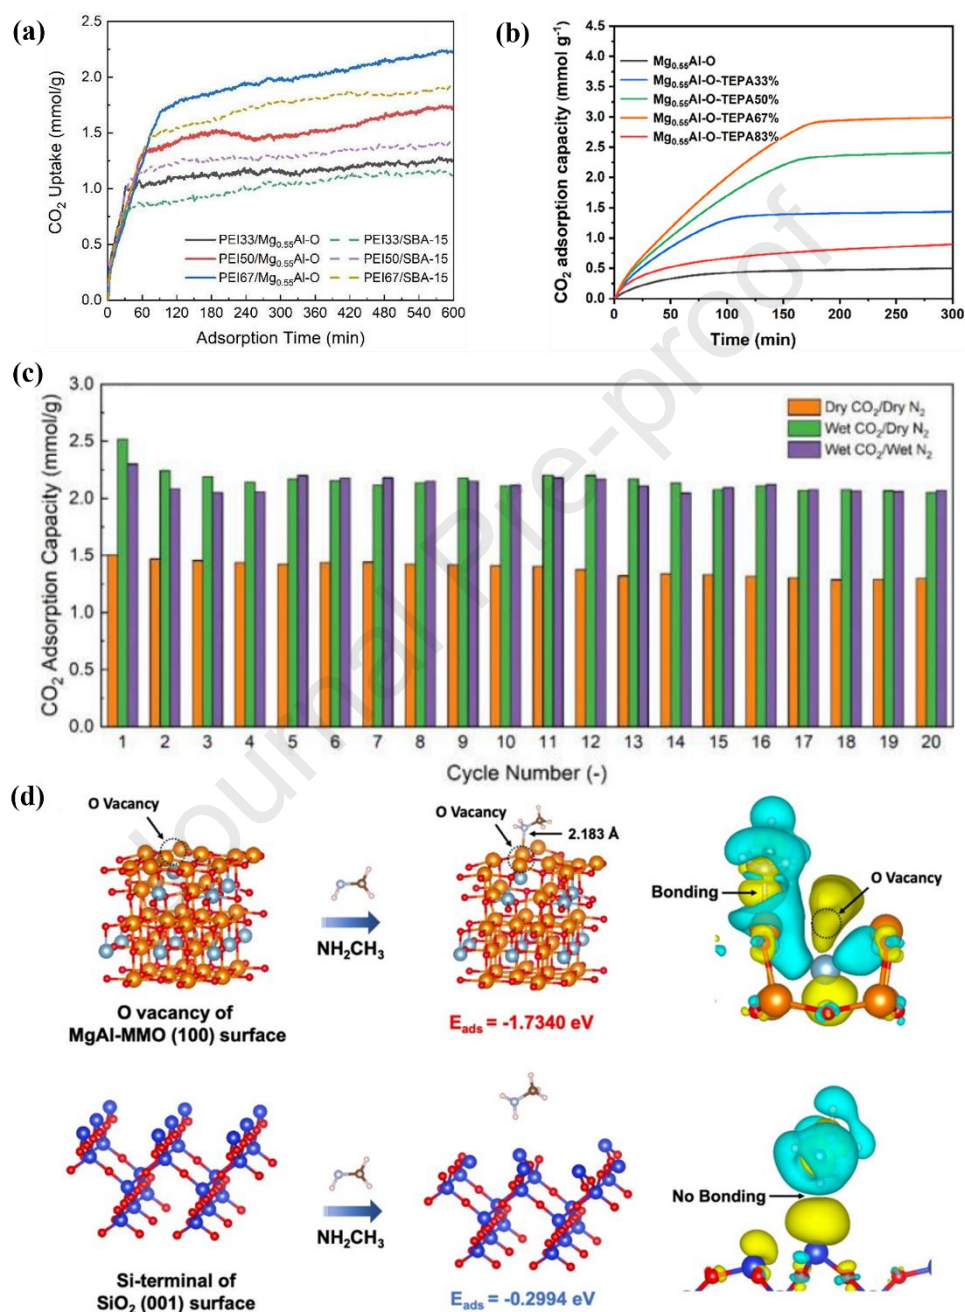 (a)
CO₂ Uptake (mmol/g)
2.5
2.0
1.5
1.0
0.5
0.0
PEI33/Mg₀.₅₅Al-O
PEI50/Mg₀.₅₅Al-O
PEI67/Mg₀.₅₅Al-O
PEI33/SBA-15
PEI50/SBA-15
PEI67/SBA-15
0 60 120 180 240 300 360 420 480 540 600
Adsorption Time (min)
(b)
CO₂ adsorption capacity (mmol g⁻¹)
4.5
4.0
3.5
3.0
2.5
2.0
1.5
1.0
0.5
0.0
Mg₀.₅₅Al-O
Mg₀.₅₅Al-O-TEPA33%
Mg₀.₅₅Al-O-TEPA50%
Mg₀.₅₅Al-O-TEPA67%
Mg₀.₅₅Al-O-TEPA83%
0 50 100 150 200 250 300
Time (min)
(c)
CO₂ Adsorption Capacity (mmol/g)
3.0
2.5
2.0
1.5
1.0
0.5
0.0
Dry CO₂/Dry N₂
Wet CO₂/Dry N₂
Wet CO₂/Wet N₂
1 2 3 4 5 6 7 8 9 10 11 12 13 14 15 16 17 18 19 20
Cycle Number (-)
Journal Pre-proof
(d)
O Vacancy
O Vacancy
2.183 Å
NH₂CH₃
Bonding
O Vacancy
O vacancy of
MgAl-MMO (100) surface
E_ads = -1.7340 eV
NH₂CH₃
No Bonding
Si-terminal of
SiO₂ (001) surface
E_ads = -0.2994 eV